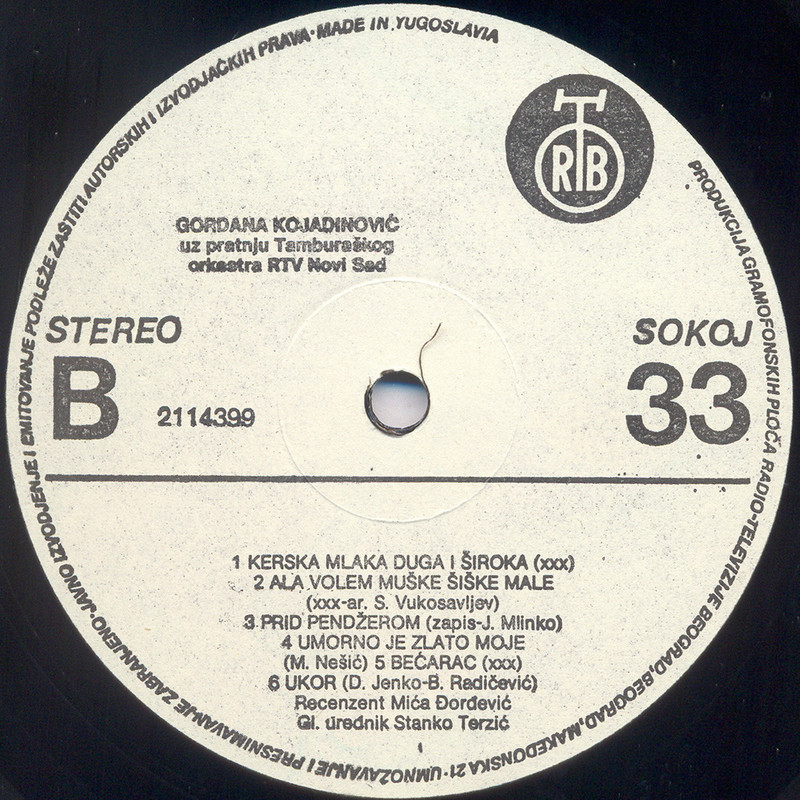 PRODUKCIJA GRAMOFONSKIH PLOČA RADIO-TELEVIZIJE BEOGRAD, BEOGRAD, MAKEDONSKA 21 · UMNOŽAVANJE I PRESNIMAVANJE ZABRANJENO · JAVNO IZVODJENJE I EMITOVANJE PODLEŽE ZAŠTITI AUTORSKIH I IZVODJAČKIH PRAVA · MADE IN YUGOSLAVIA
T
RB
GORDANA KOJADINOVIĆ
uz pratnju Tamburaškog
orkestra RTV Novi Sad
STEREO
SOKOJ
B
2114399
33
1 KERSKA MLAKA DUGA I ŠIROKA (xxx)
2 ALA VOLEM MUŠKE ŠIŠKE MALE
(xxx-ar. S. Vukosavljev)
3 PRID PENDŽEROM (zapis-J. Mlinko)
4 UMORNO JE ZLATO MOJE
(M. Nešić) 5 BEĆARAC (xxx)
6 UKOR (D. Jenko-B. Radičević)
Recenzent Mića Đorđević
Gl. urednik Stanko Terzić